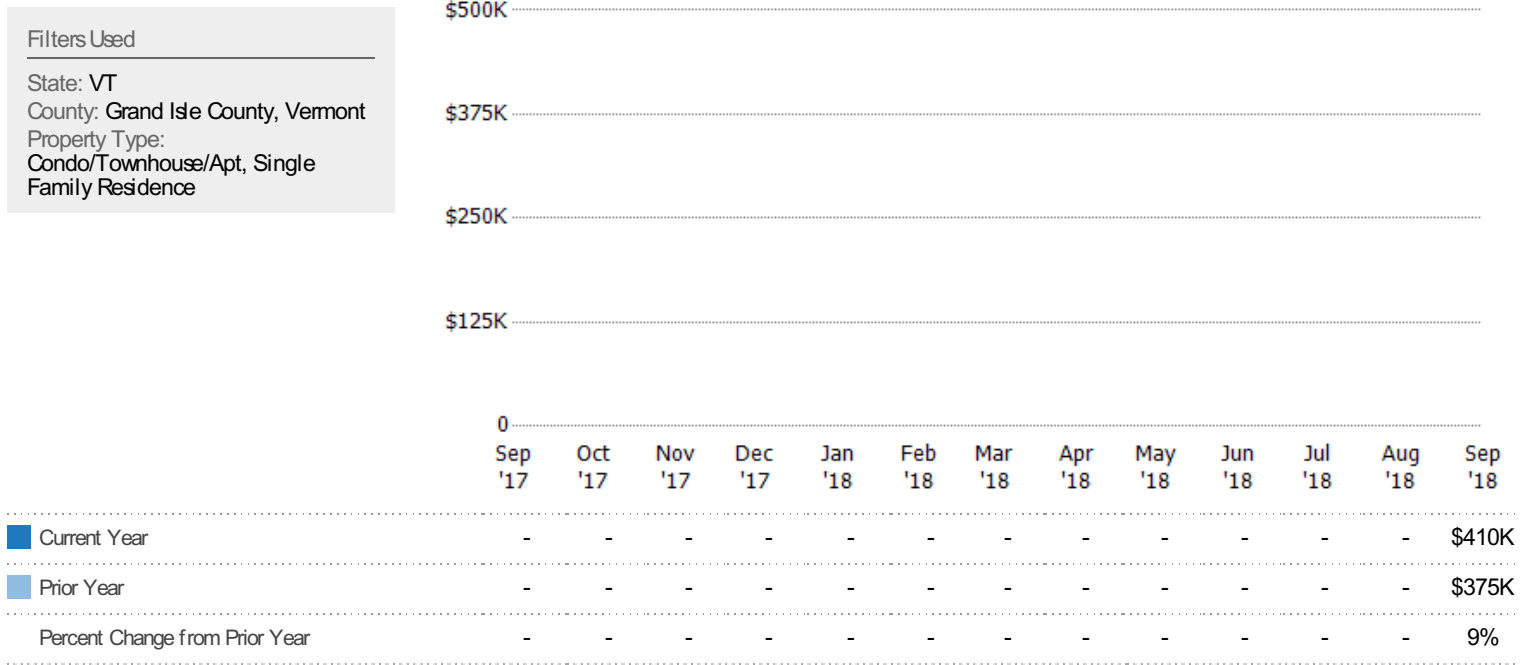 Filters Used
State: VT
County: Grand Isle County, Vermont
Property Type:
Condo/Townhouse/Apt, Single
Family Residence
$500K
$375K
$250K
$125K
0
Sep Oct Nov Dec Jan Feb Mar Apr May Jun Jul Aug Sep
'17 '17 '17 '17 '18 '18 '18 '18 '18 '18 '18 '18 '18
Current Year - - - - - - - - - - - - $410K
Prior Year - - - - - - - - - - - - $375K
Percent Change from Prior Year - - - - - - - - - - - - 9%